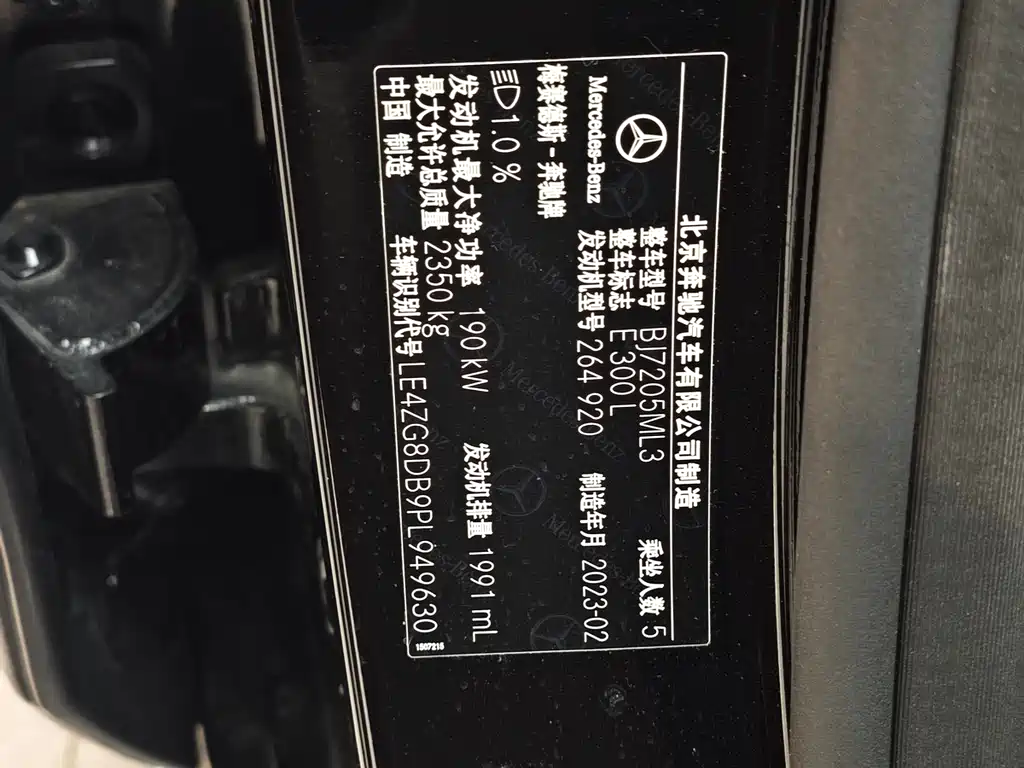 北京奔驰汽车有限公司制造
Mercedes-Benz
整车型号 BJ7205ML3 乘坐人数 5
整车标志 E 300 L
发动机型号 264 920 制造年月 2023-02
梅赛德斯-奔驰牌
1.0 %
发动机最大净功率 190 kW 发动机排量 1991 mL
最大允许总质量 2350 kg
中国 制造 车辆识别代号 LE4ZG8DB9PL949630
1507215